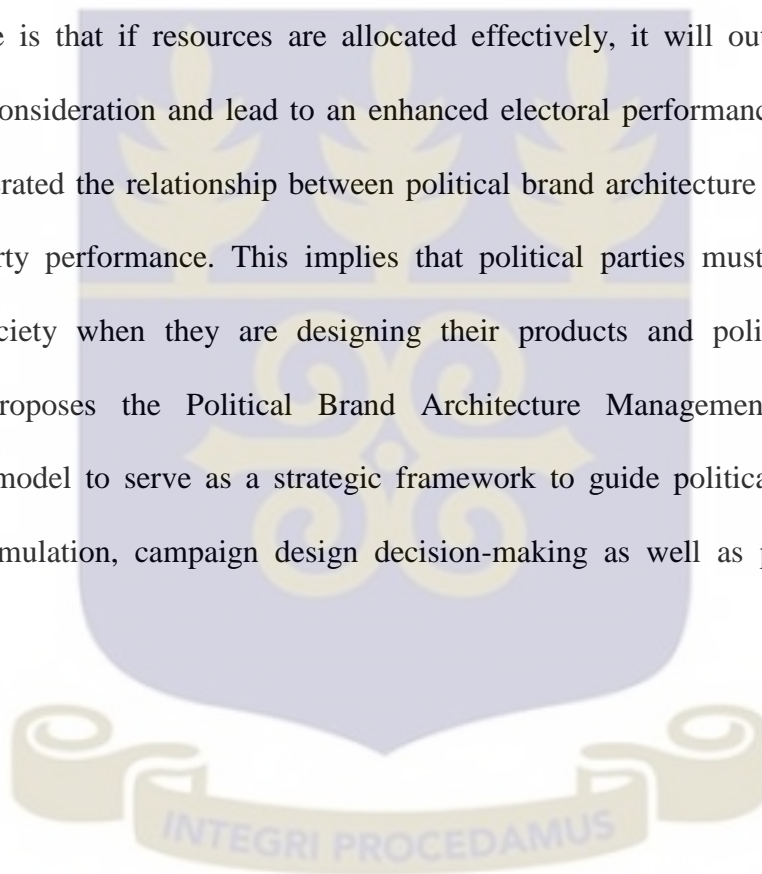 is that if resources are allocated effectively, it will
onsideration and lead to an enhanced electoral performanc
rated the relationship between political brand architecture
rty performance. This implies that political parties must
ciety when they are designing their products and poli
roposes the Political Brand Architecture Managemen
model to serve as a strategic framework to guide politica
mulation, campaign design decision-making as well as
INTEGRI PROCEDAMUS